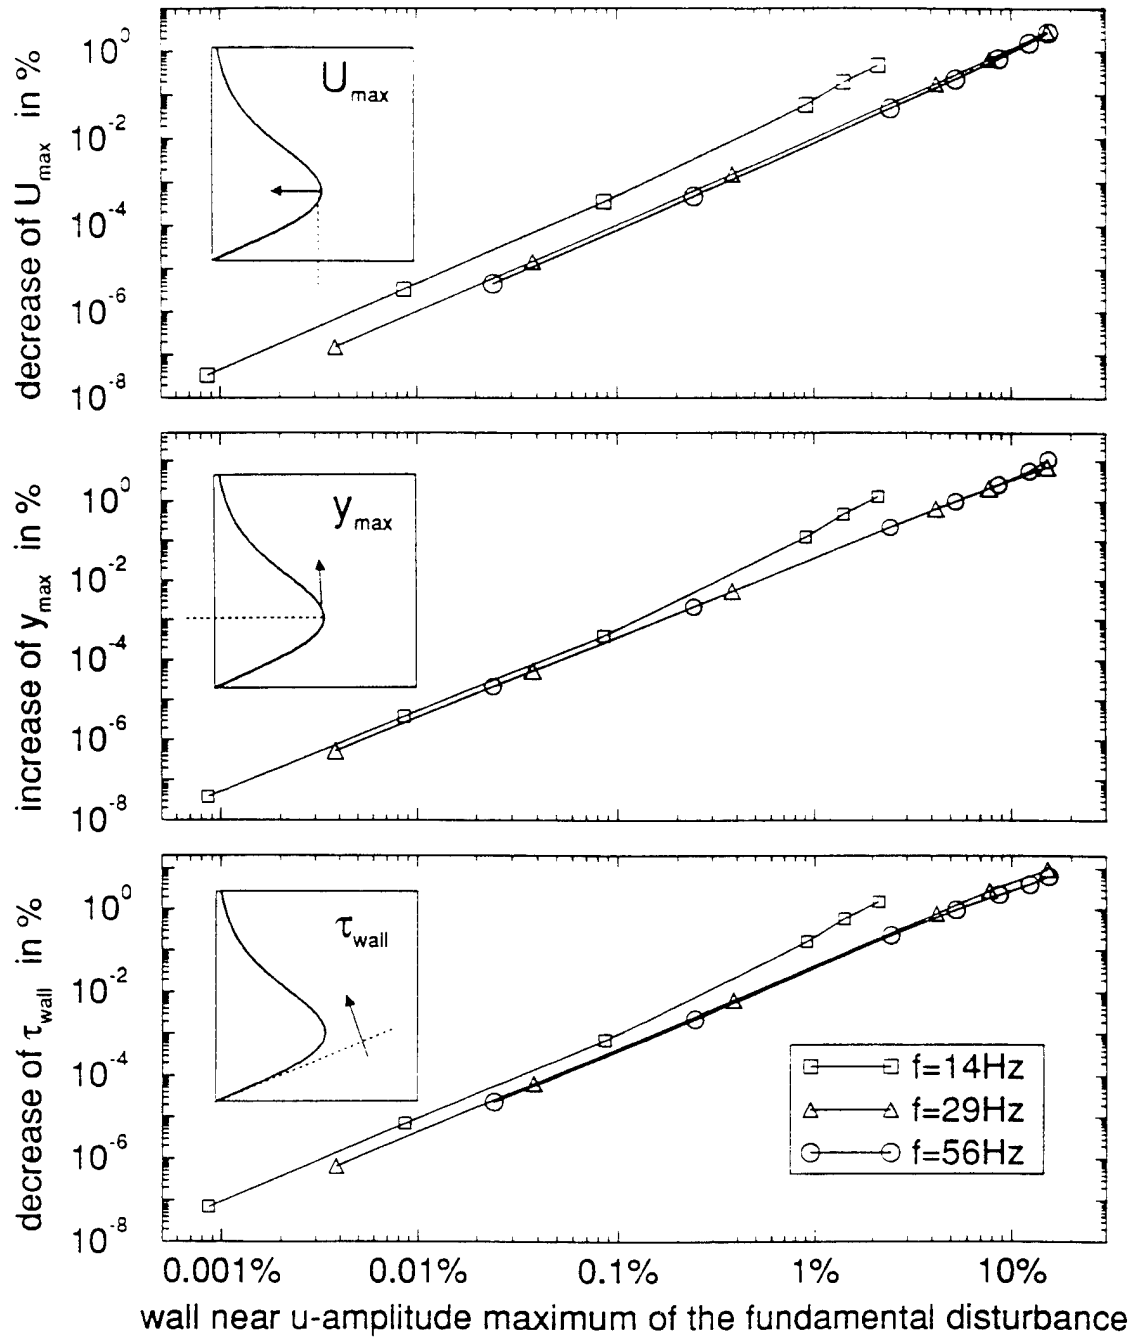 decrease of U_max in %
10^0
10^-2
10^-4
10^-6
10^-8
U_max
increase of y_max in %
10^0
10^-2
10^-4
10^-6
10^-8
y_max
decrease of τ_wall in %
10^0
10^-2
10^-4
10^-6
10^-8
τ_wall
f=14Hz
f=29Hz
f=56Hz
0.001% 0.01% 0.1% 1% 10%
wall near u-amplitude maximum of the fundamental disturbance